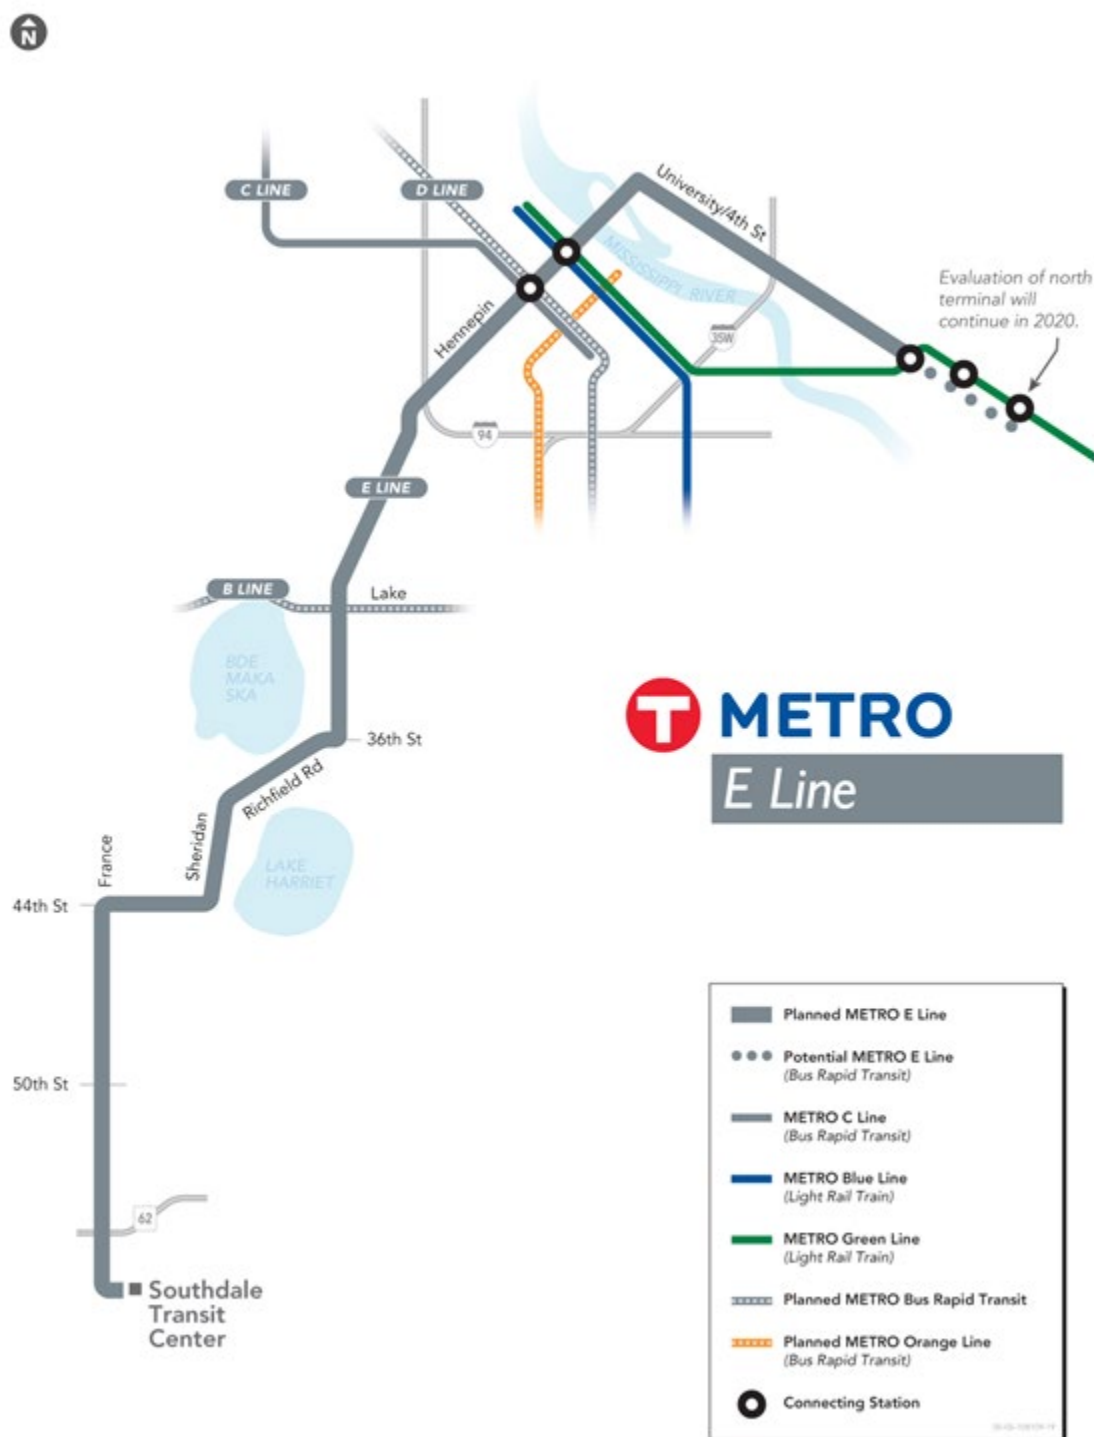 N
C LINE
D LINE
University/4th St
MISSISSIPPI RIVER
Evaluation of north
terminal will
continue in 2020.
Hennepin
35W
94
E LINE
B LINE
Lake
BDE
MAKA
SKA
36th St
Richfield Rd
Sheridan
LAKE
HARRIET
France
44th St
50th St
62
Southdale
Transit
Center
T METRO
E Line
Planned METRO E Line
Potential METRO E Line
(Bus Rapid Transit)
METRO C Line
(Bus Rapid Transit)
METRO Blue Line
(Light Rail Train)
METRO Green Line
(Light Rail Train)
Planned METRO Bus Rapid Transit
Planned METRO Orange Line
(Bus Rapid Transit)
Connecting Station